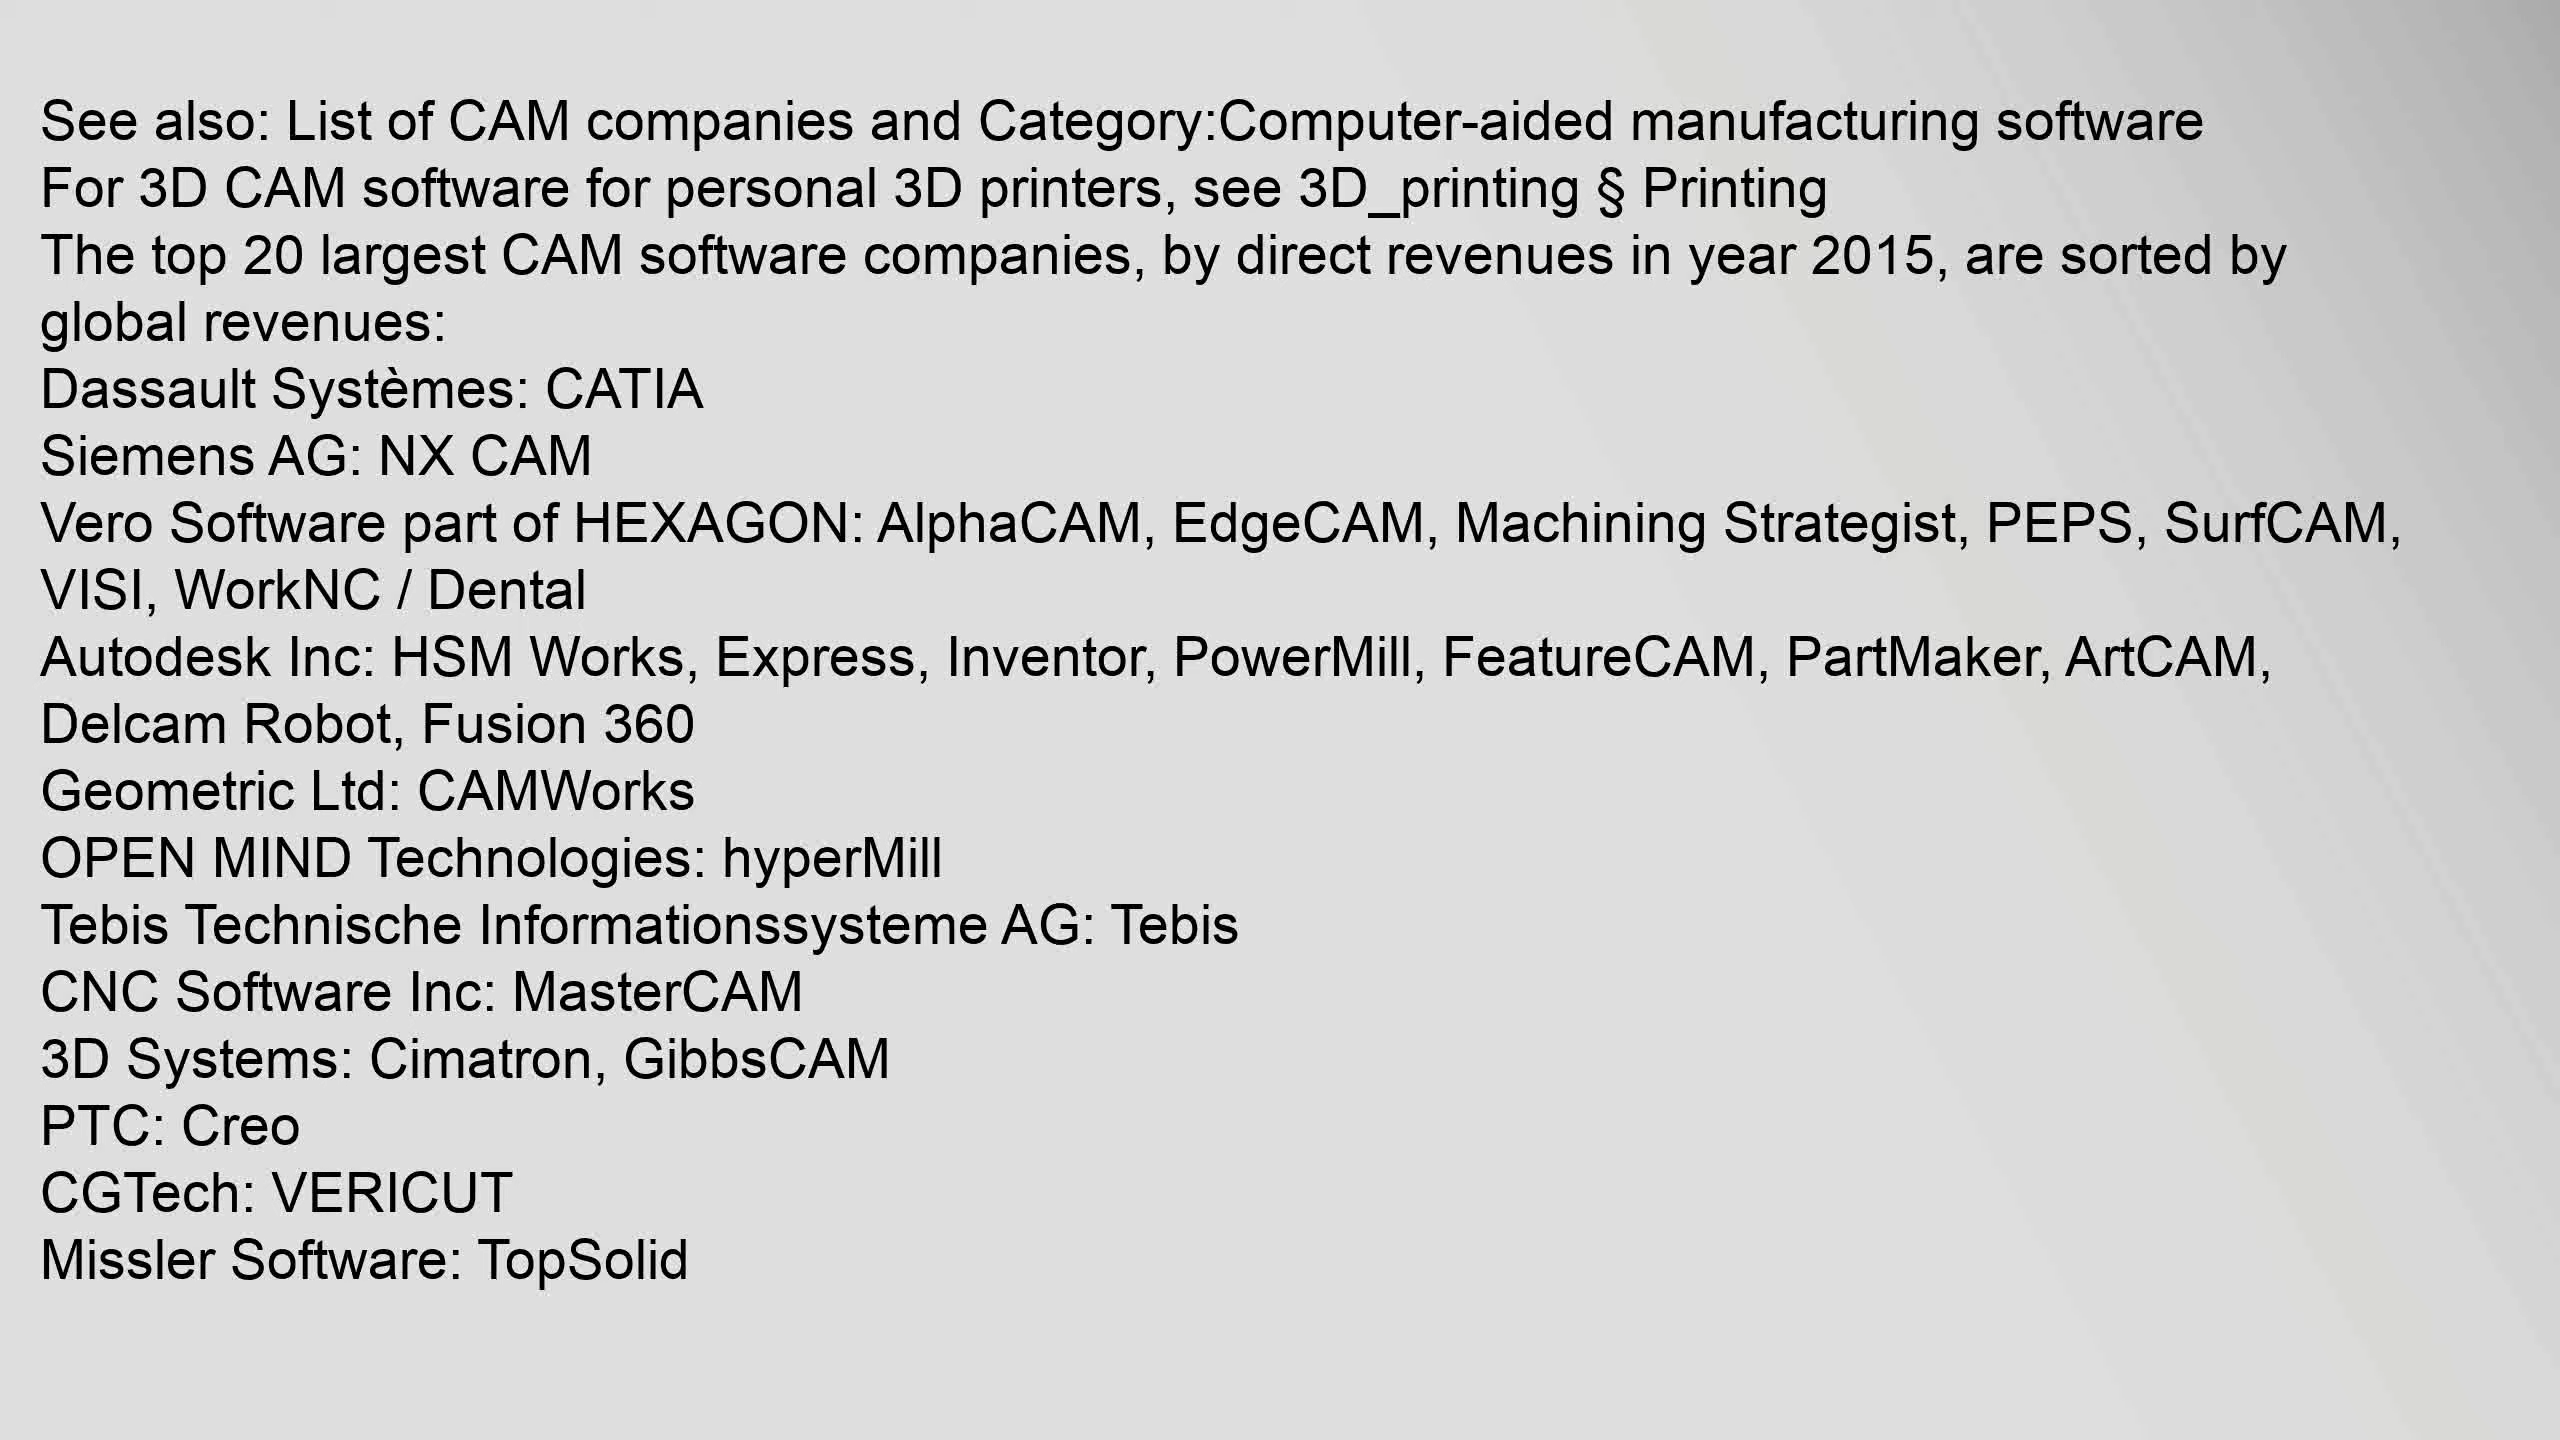 See also: List of CAM companies and Category:Computer-aided manufacturing software
For 3D CAM software for personal 3D printers, see 3D_printing § Printing
The top 20 largest CAM software companies, by direct revenues in year 2015, are sorted by
global revenues:
Dassault Systèmes: CATIA
Siemens AG: NX CAM
Vero Software part of HEXAGON: AlphaCAM, EdgeCAM, Machining Strategist, PEPS, SurfCAM,
VISI, WorkNC / Dental
Autodesk Inc: HSM Works, Express, Inventor, PowerMill, FeatureCAM, PartMaker, ArtCAM,
Delcam Robot, Fusion 360
Geometric Ltd: CAMWorks
OPEN MIND Technologies: hyperMill
Tebis Technische Informationssysteme AG: Tebis
CNC Software Inc: MasterCAM
3D Systems: Cimatron, GibbsCAM
PTC: Creo
CGTech: VERICUT
Missler Software: TopSolid